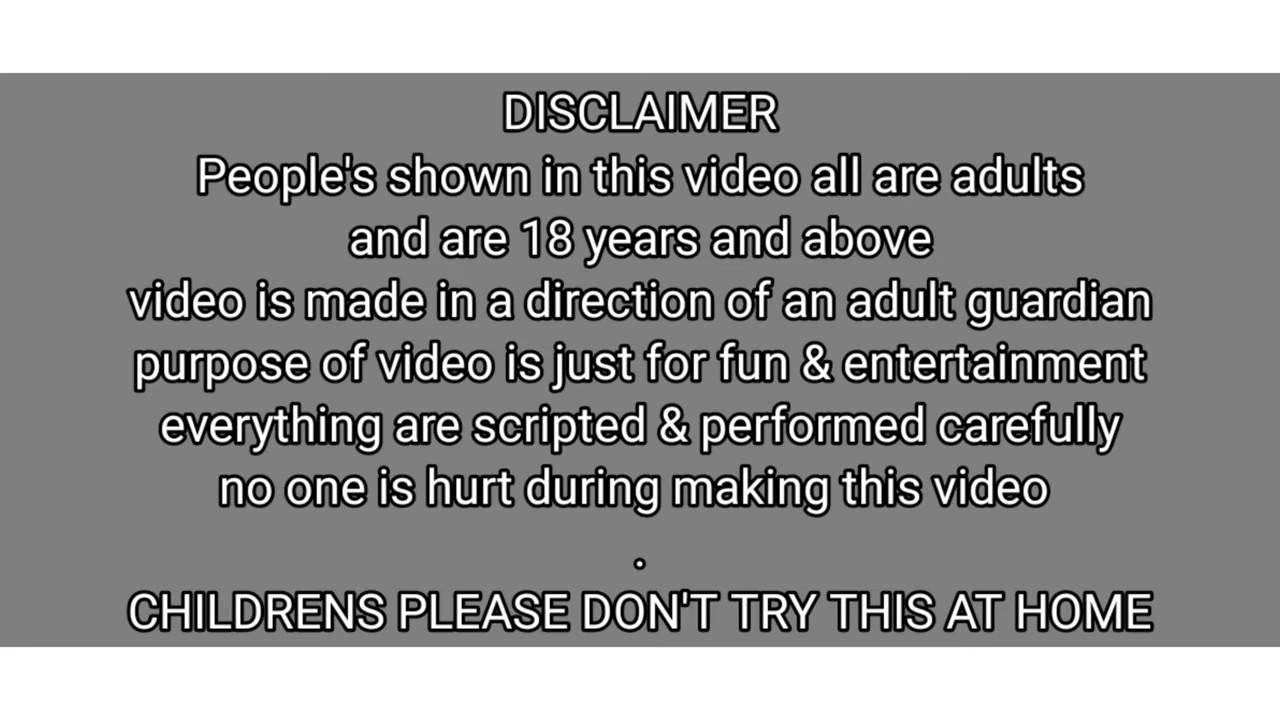 DISCLAIMER
People's shown in this video all are adults
and are 18 years and above
video is made in a direction of an adult guardian
purpose of video is just for fun & entertainment
everything are scripted & performed carefully
no one is hurt during making this video
.
CHILDRENS PLEASE DON'T TRY THIS AT HOME